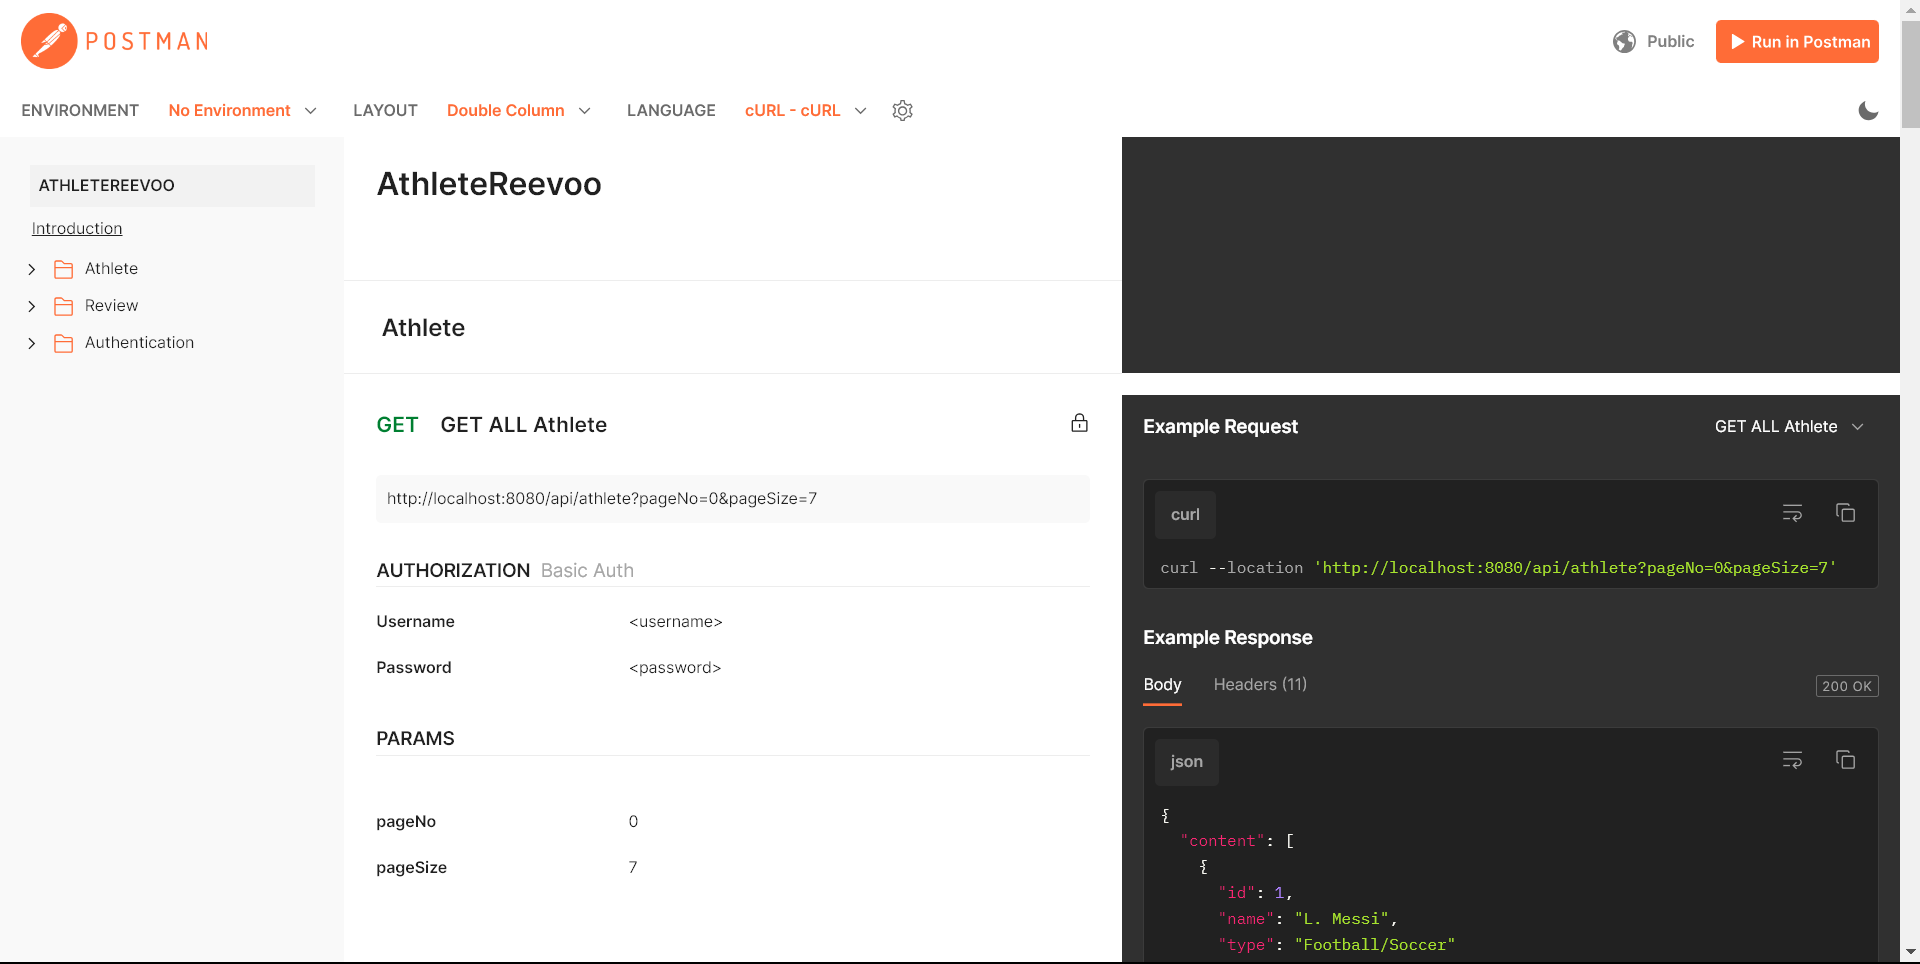 POSTMAN
Public
Run in Postman
ENVIRONMENT No Environment LAYOUT Double Column LANGUAGE cURL - cURL
ATHLETEREEVOO
Introduction
Athlete
Review
Authentication
AthleteReevoo
Athlete
GET GET ALL Athlete
http://localhost:8080/api/athlete?pageNo=0&pageSize=7
AUTHORIZATION Basic Auth
Username <username>
Password <password>
PARAMS
pageNo 0
pageSize 7
Example Request GET ALL Athlete
curl
curl --location 'http://localhost:8080/api/athlete?pageNo=0&pageSize=7'
Example Response
Body Headers (11) 200 OK
json
{
"content": [
{
"id": 1,
"name": "L. Messi",
"type": "Football/Soccer"